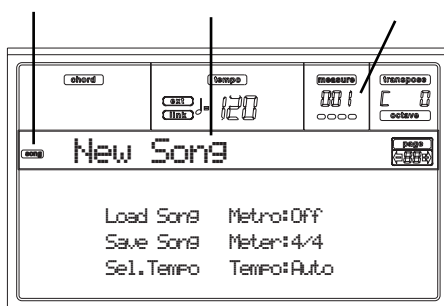 chord tempo measure transpose
ext link =120 001 C 0
octave
song New Song page 00
Load Song Metro:Off
Save Song Meter:4/4
Sel.Tempo Tempo:Auto